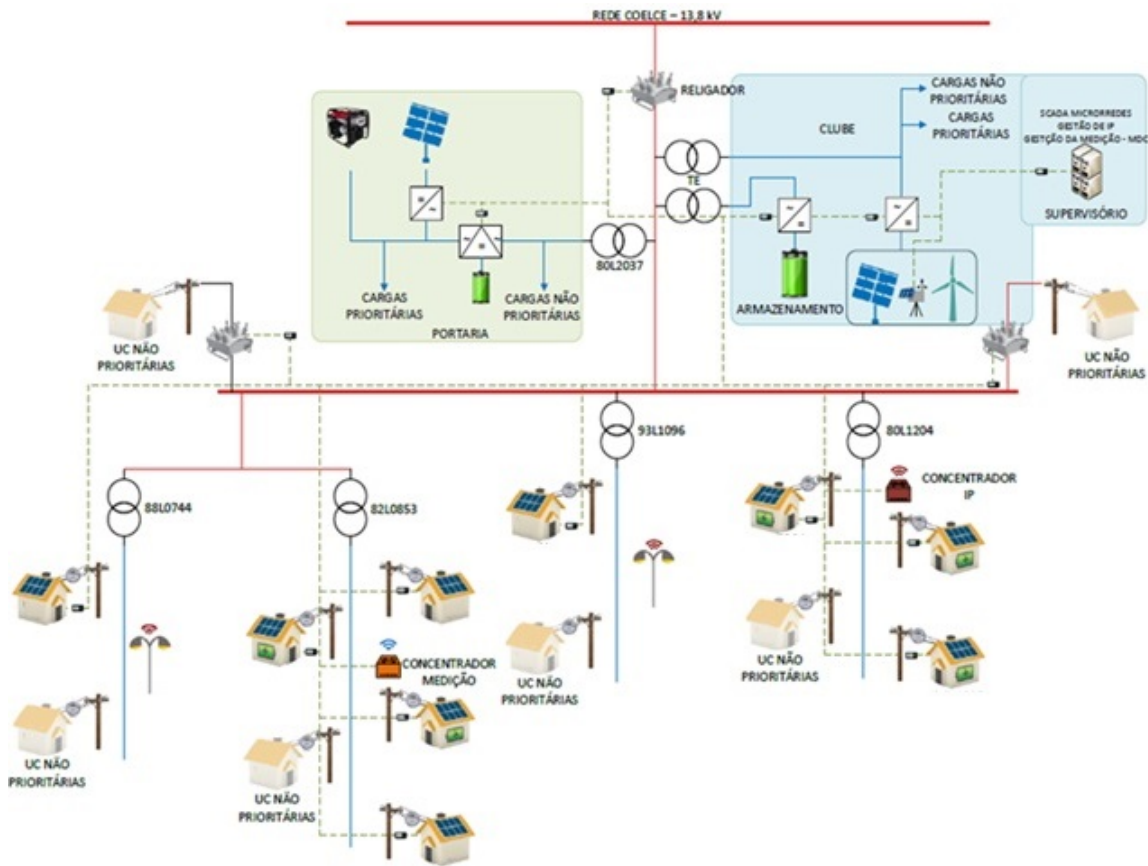 REDE COELCE – 13,8 kV
RELIGADOR
CARGAS NÃO
PRIORITÁRIAS
CARGAS
PRIORITÁRIAS
CLUBE
SCADA MICRORREDES
GESTÃO DE IP
GESTÇÃO DA MEDIÇÃO - MDC
SUPERVISÓRIO
TE
80L2037
CARGAS
PRIORITÁRIAS
CARGAS NÃO
PRIORITÁRIAS
PORTARIA
ARMAZENAMENTO
UC NÃO
PRIORITÁRIAS
UC NÃO
PRIORITÁRIAS
93L1096
80L1204
88L0744
82L0853
CONCENTRADOR
IP
CONCENTRADOR
MEDIÇÃO
UC NÃO
PRIORITÁRIAS
UC NÃO
PRIORITÁRIAS
UC NÃO
PRIORITÁRIAS
UC NÃO
PRIORITÁRIAS